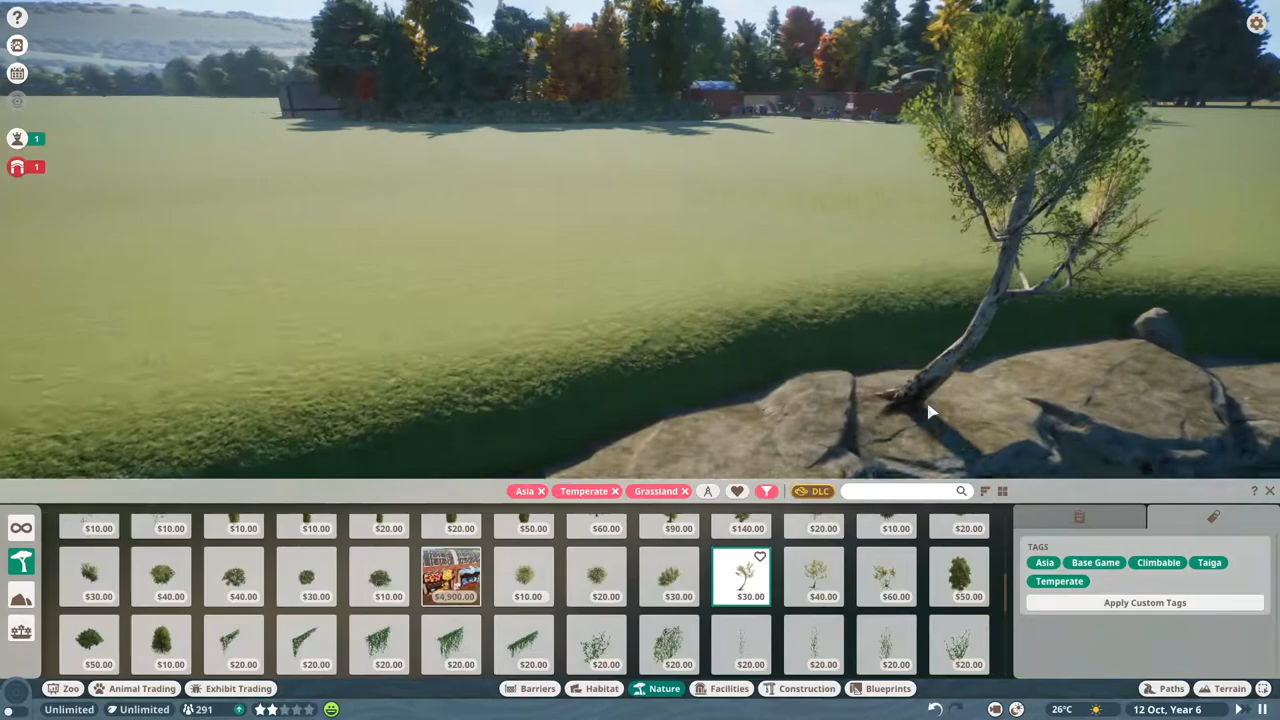 ?
1
1
Asia ✕ Temperate ✕ Grassland ✕ DLC
? ✕
$10.00 $10.00 $10.00 $10.00 $20.00 $20.00 $50.00 $60.00 $90.00 $140.00 $20.00 $10.00 $20.00
$30.00 $40.00 $40.00 $30.00 $10.00 $4,900.00 $10.00 $20.00 $30.00 $30.00 $40.00 $60.00 $50.00
$50.00 $10.00 $20.00 $20.00 $20.00 $20.00 $20.00 $20.00 $20.00 $20.00 $20.00 $20.00 $20.00
TAGS
Asia Base Game Climbable Taiga
Temperate
Apply Custom Tags
Zoo Animal Trading Exhibit Trading Barriers Habitat Nature Facilities Construction Blueprints Paths Terrain
Unlimited Unlimited 291 26°C 12 Oct, Year 6